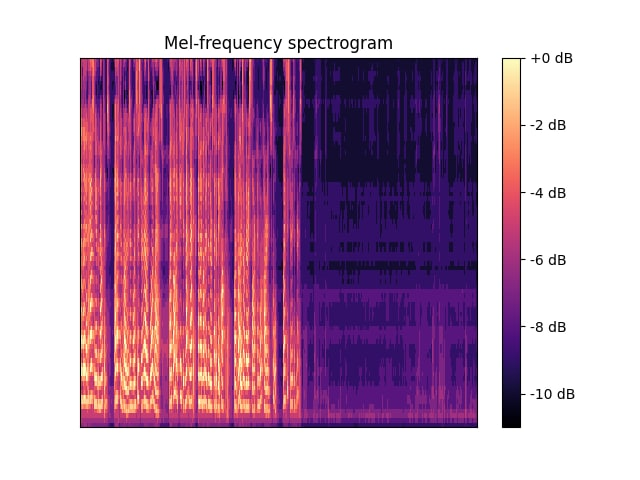 Mel-frequency spectrogram
+0 dB
-2 dB
-4 dB
-6 dB
-8 dB
-10 dB